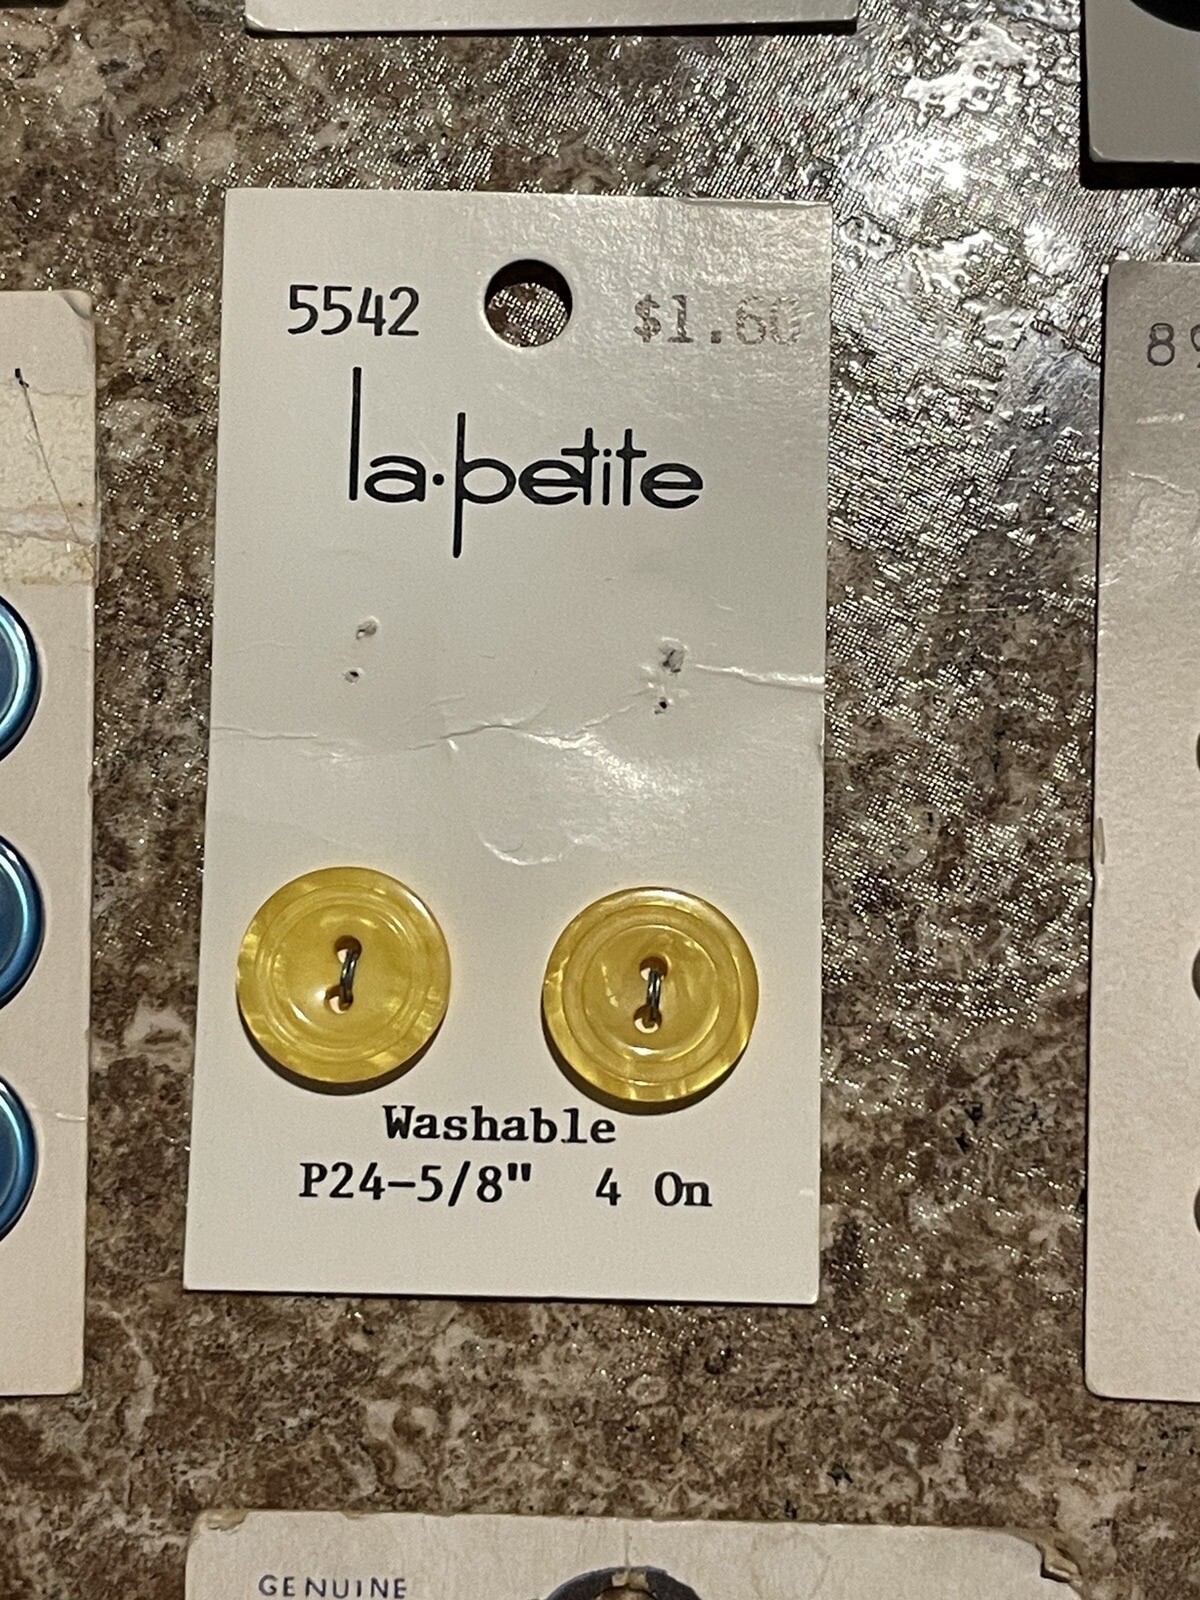 5542 $1.60
la·petite
Washable
P24-5/8" 4 On
GENUINE